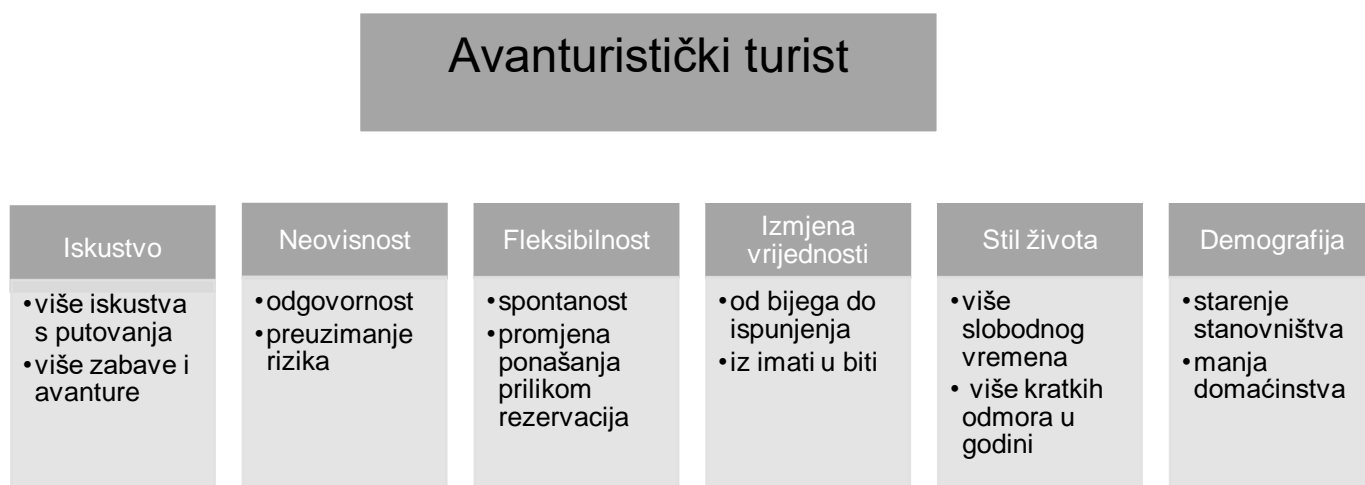 Avanturistički turist
Iskustvo
•više iskustva
s putovanja
•više zabave i
avanture
Neovisnost
•odgovornost
•preuzimanje
rizika
Fleksibilnost
•spontanost
•promjena
ponašanja
prilikom
rezervacija
Izmjena
vrijednosti
•od bijega do
ispunjenja
•iz imati u biti
Stil života
•više
slobodnog
vremena
• više kratkih
odmora u
godini
Demografija
•starenje
stanovništva
•manja
domaćinstva